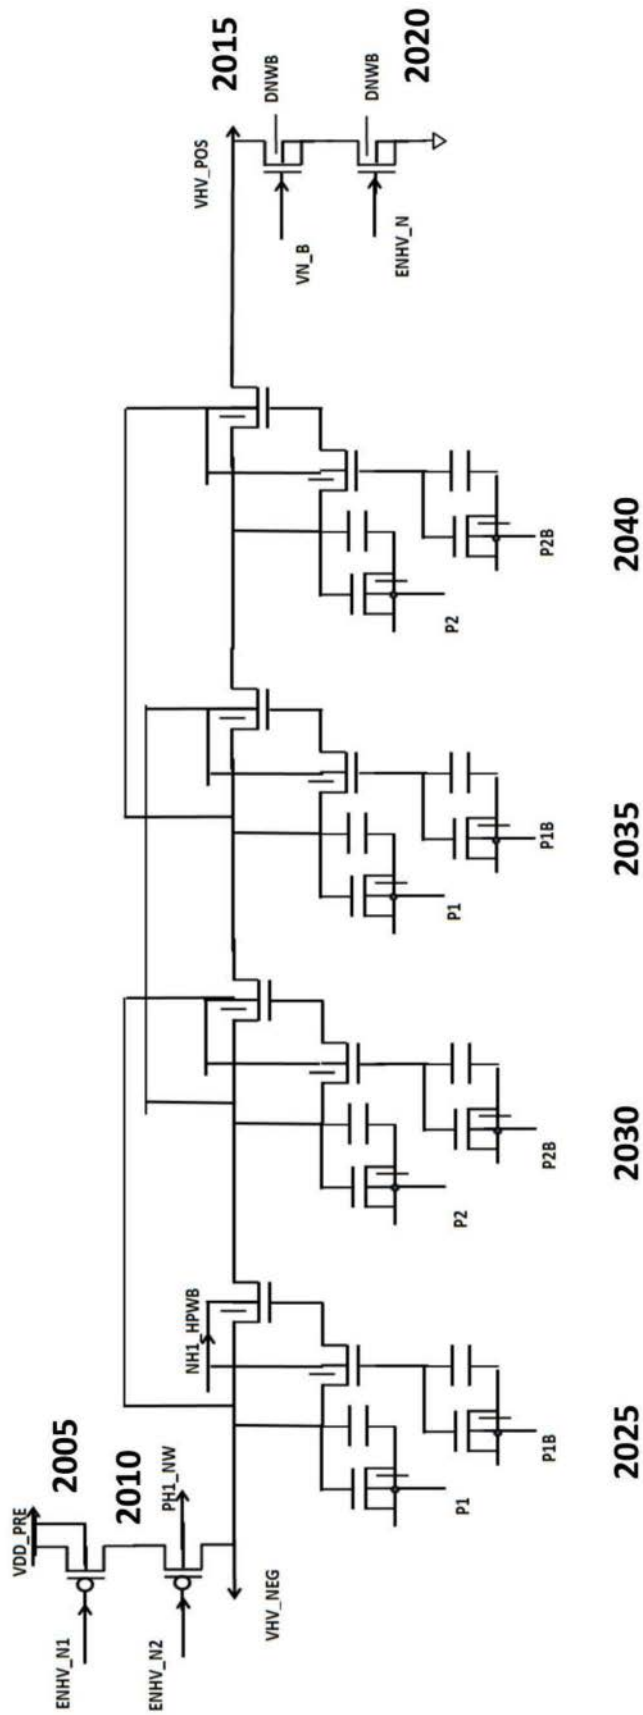 VDD_PRE
2005
ENHV_N1
2010
PH1_NW
ENHV_N2
VHV_NEG
NH1_HPWB
VHV_POS
2015
DNWB
VN_B
2020
DNWB
ENHV_N
P1
P1B
P2
P2B
P1
P1B
P2
P2B
2025
2030
2035
2040